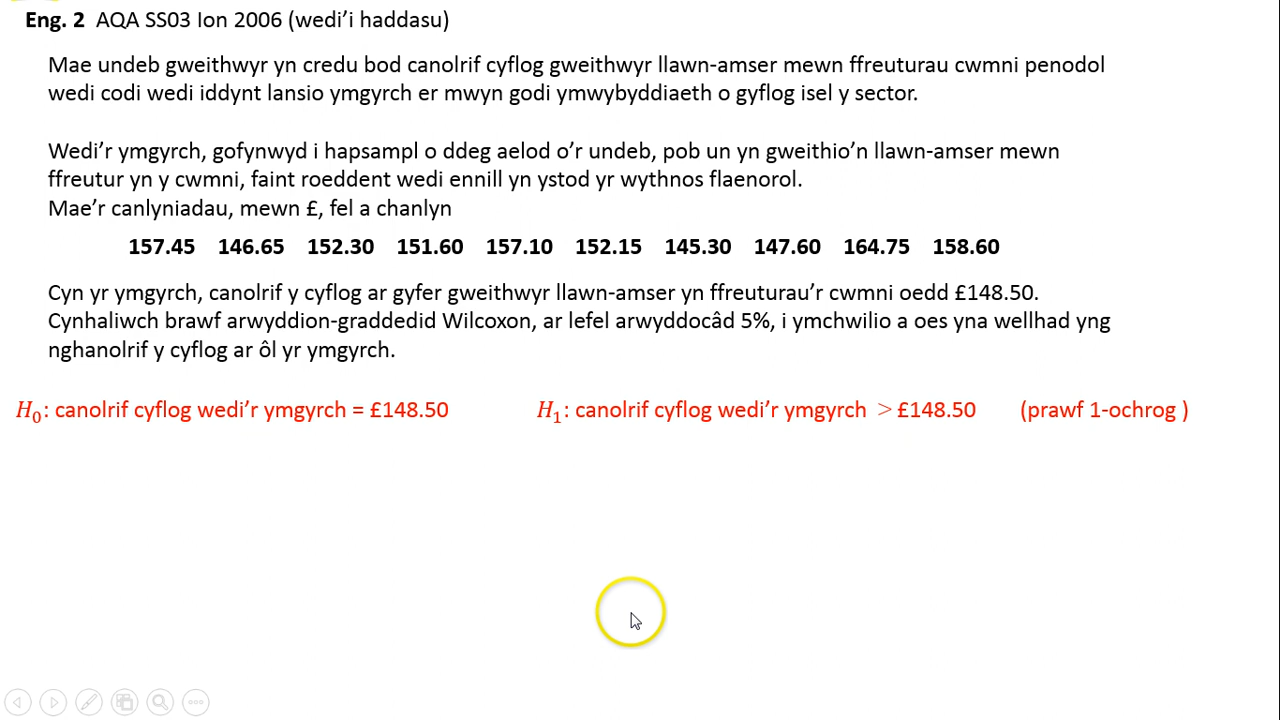 Eng. 2 AQA SS03 Ion 2006 (wedi’i haddasu)
Mae undeb gweithwyr yn credu bod canolrif cyflog gweithwyr llawn-amser mewn ffreuturau cwmni penodol
wedi codi wedi iddynt lansio ymgyrch er mwyn godi ymwybyddiaeth o gyflog isel y sector.
Wedi’r ymgyrch, gofynwyd i hapsampl o ddeg aelod o’r undeb, pob un yn gweithio’n llawn-amser mewn
ffreutur yn y cwmni, faint roeddent wedi ennill yn ystod yr wythnos flaenorol.
Mae’r canlyniadau, mewn £, fel a chanlyn
157.45 146.65 152.30 151.60 157.10 152.15 145.30 147.60 164.75 158.60
Cyn yr ymgyrch, canolrif y cyflog ar gyfer gweithwyr llawn-amser yn ffreuturau’r cwmni oedd £148.50.
Cynhaliwch brawf arwyddion-graddedid Wilcoxon, ar lefel arwyddocâd 5%, i ymchwilio a oes yna wellhad yng
nghanolrif y cyflog ar ôl yr ymgyrch.
H₀: canolrif cyflog wedi’r ymgyrch = £148.50 H₁: canolrif cyflog wedi’r ymgyrch > £148.50 (prawf 1-ochrog )